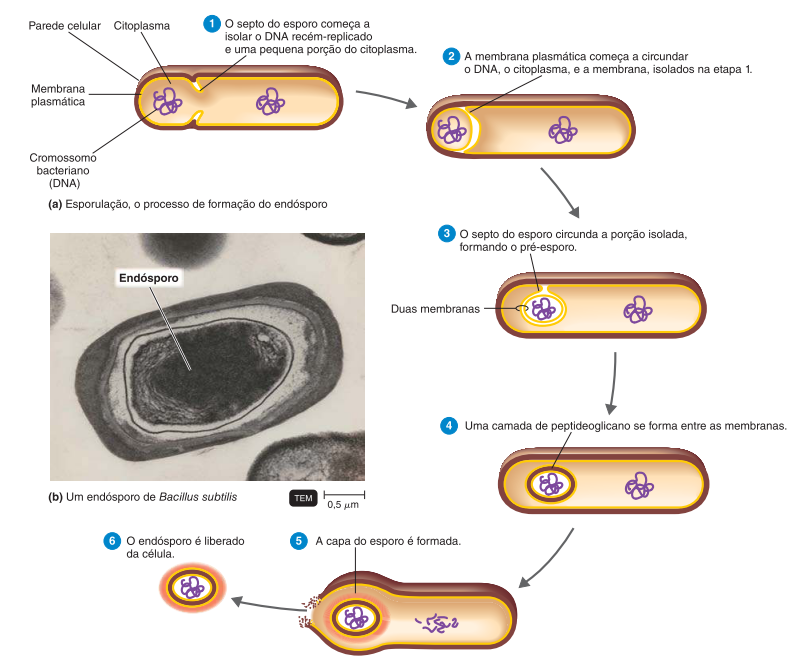 Parede celular
Citoplasma
1 O septo do esporo começa a
isolar o DNA recém-replicado
e uma pequena porção do citoplasma.
Membrana
plasmática
Cromossomo
bacteriano
(DNA)
2 A membrana plasmática começa a circundar
o DNA, o citoplasma, e a membrana, isolados na etapa 1.
(a) Esporulação, o processo de formação do endósporo
3 O septo do esporo circunda a porção isolada,
formando o pré-esporo.
Duas membranas
Endósporo
4 Uma camada de peptideoglicano se forma entre as membranas.
(b) Um endósporo de Bacillus subtilis
TEM
0,5 μm
6 O endósporo é liberado
da célula.
5 A capa do esporo é formada.